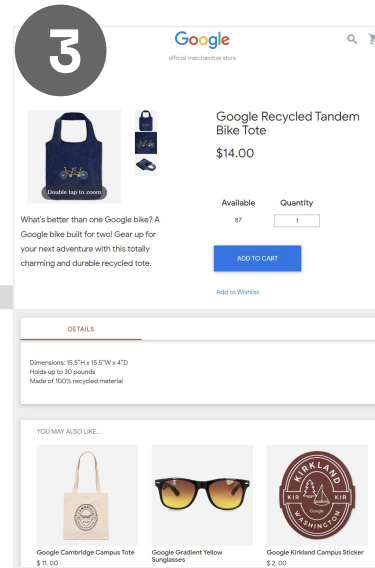 3
Google
official merchandise store
Google Recycled Tandem
Bike Tote
$14.00
Double tap to zoom
Available Quantity
87 1
What's better than one Google bike? A
Google bike built for two! Gear up for
your next adventure with this totally
charming and durable recycled tote.
ADD TO CART
Add to Wishlist
DETAILS
Dimensions: 15.5"H x 15.5"W x 4"D
Holds up to 30 pounds
Made of 100% recycled material
YOU MAY ALSO LIKE...
KIRKLAND
KIR KIR
Google
WASHINGTON
Google Cambridge Campus Tote
$ 11. 00
Google Gradient Yellow
Sunglasses
Google Kirkland Campus Sticker
$ 2. 00